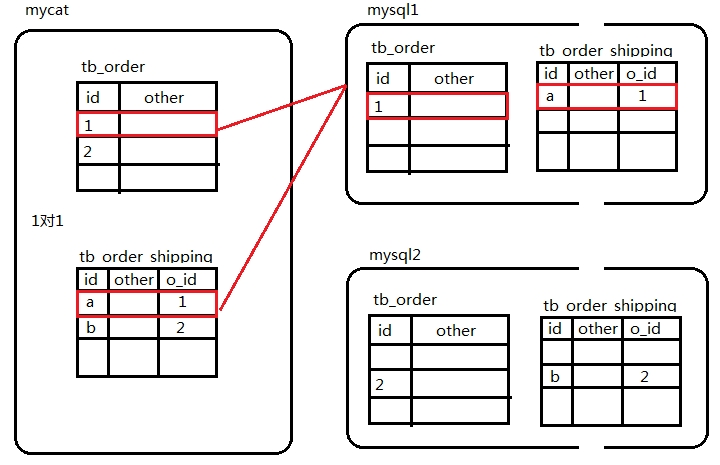 mycat
tb_order
id other
1
2
1对1
tb_order_shipping
id other o_id
a 1
b 2
mysql1
tb_order
id other
1
tb_order_shipping
id other o_id
a 1
mysql2
tb_order
id other
2
tb_order_shipping
id other o_id
b 2